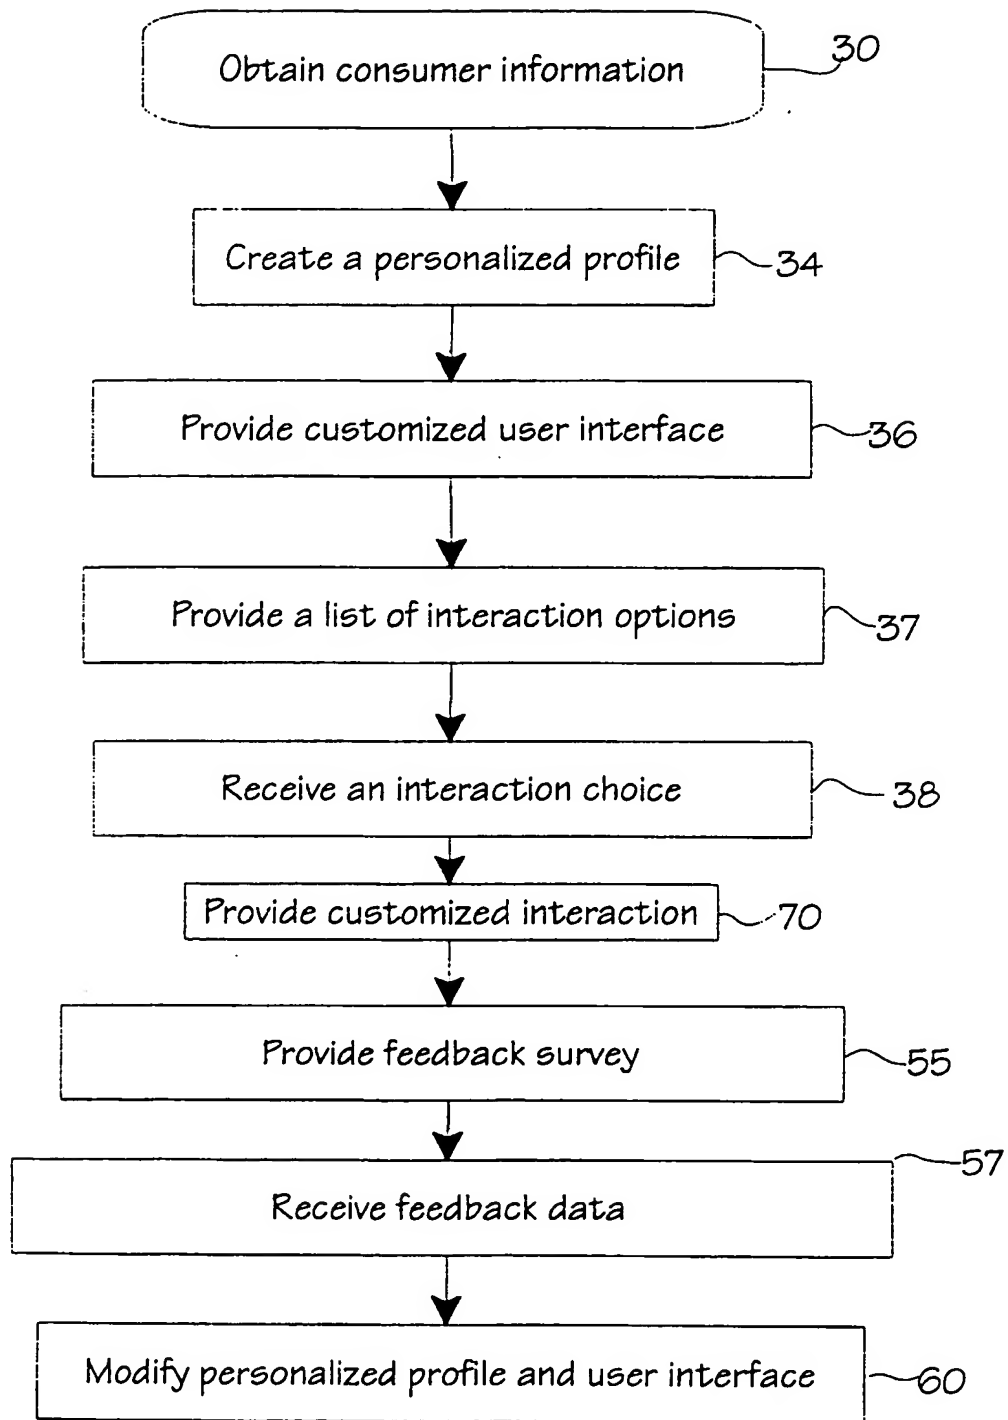 Obtain consumer information
30
Create a personalized profile
34
Provide customized user interface
36
Provide a list of interaction options
37
Receive an interaction choice
38
Provide customized interaction
70
Provide feedback survey
55
57
Receive feedback data
Modify personalized profile and user interface
60